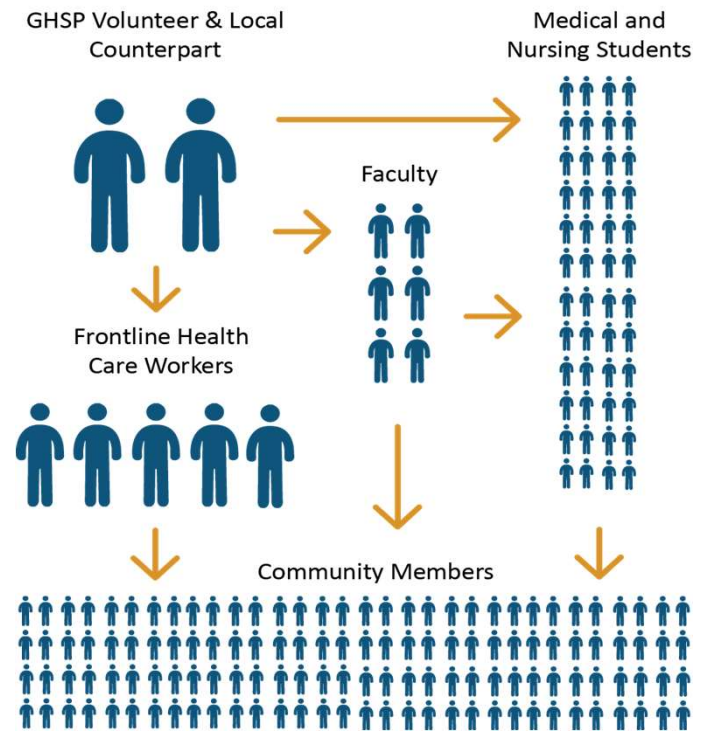 GHSP Volunteer & Local
Counterpart
Medical and
Nursing Students
Faculty
Frontline Health
Care Workers
Community Members